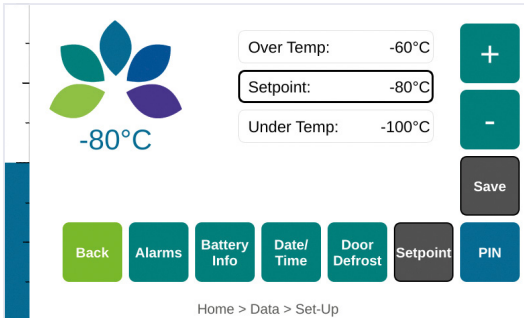 Over Temp: -60°C
Setpoint: -80°C
Under Temp: -100°C
-80°C
+
-
Save
Back
Alarms
Battery
Info
Date/
Time
Door
Defrost
Setpoint
PIN
Home > Data > Set-Up